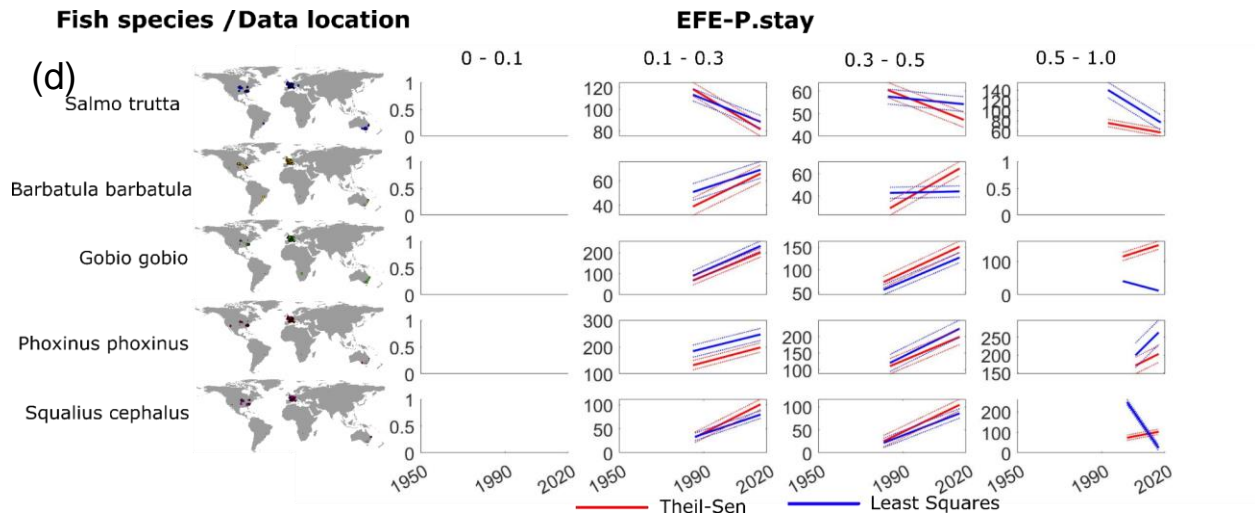 Fish species /Data location EFE-P.stay
0 - 0.1 0.1 - 0.3 0.3 - 0.5 0.5 - 1.0
(d)
Salmo trutta
1 0.5 0
120 100 80
60 40
140 120 100 80 60
Barbatula barbatula
1 0.5 0
60 40
60 40
1 0.5 0
Gobio gobio
1 0.5 0
200 100 0
150 100 50
100 0
Phoxinus phoxinus
1 0.5 0
300 200 100
200 150 100
250 200 150
Squalius cephalus
1 0.5 0
100 50 0
100 50 0
200 100 0
1950 1990 2020 1950 1990 2020 1950 1990 2020 1950 1990 2020
Theil-Sen Least Squares